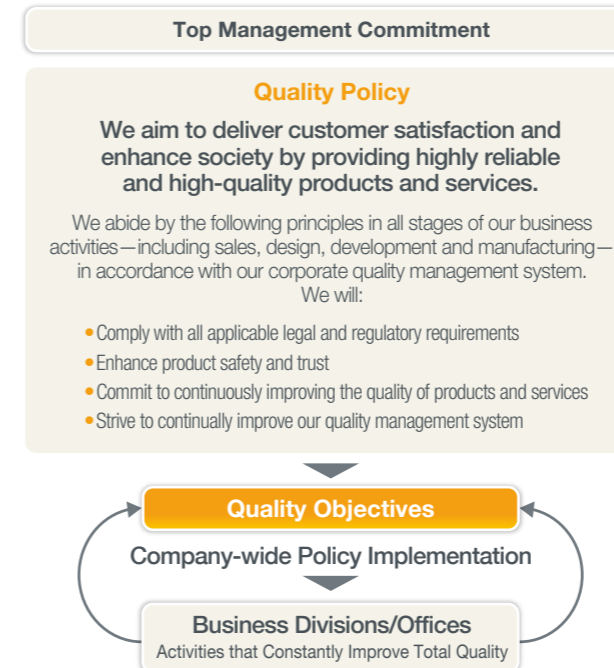 Top Management Commitment
Quality Policy
We aim to deliver customer satisfaction and
enhance society by providing highly reliable
and high-quality products and services.
We abide by the following principles in all stages of our business
activities—including sales, design, development and manufacturing—
in accordance with our corporate quality management system.
We will:
• Comply with all applicable legal and regulatory requirements
• Enhance product safety and trust
• Commit to continuously improving the quality of products and services
• Strive to continually improve our quality management system
Quality Objectives
Company-wide Policy Implementation
Business Divisions/Offices
Activities that Constantly Improve Total Quality